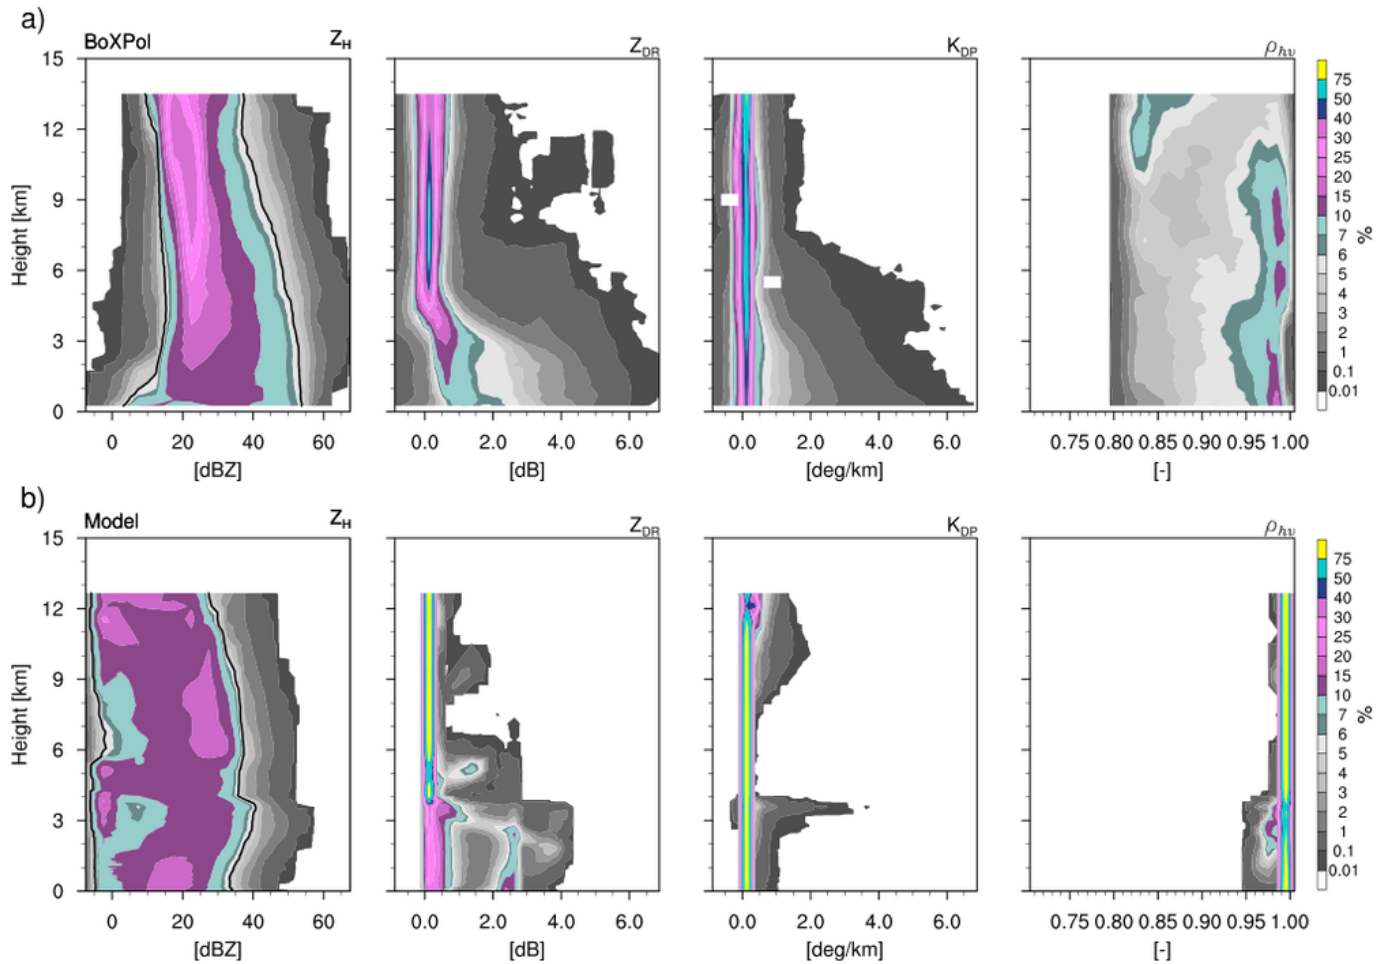 a)
BoXPol Z_H Z_DR K_DP ρ_hv
15 12 9 6 3 0
Height [km]
0 20 40 60
[dBZ]
0.0 2.0 4.0 6.0
[dB]
0.0 2.0 4.0 6.0
[deg/km]
0.75 0.80 0.85 0.90 0.95 1.00
[-]
75
50
40
30
25
20
15
10
7
6
5
4
3
2
1
0.1
0.01
%
b)
Model Z_H Z_DR K_DP ρ_hv
15 12 9 6 3 0
Height [km]
0 20 40 60
[dBZ]
0.0 2.0 4.0 6.0
[dB]
0.0 2.0 4.0 6.0
[deg/km]
0.75 0.80 0.85 0.90 0.95 1.00
[-]
75
50
40
30
25
20
15
10
7
6
5
4
3
2
1
0.1
0.01
%